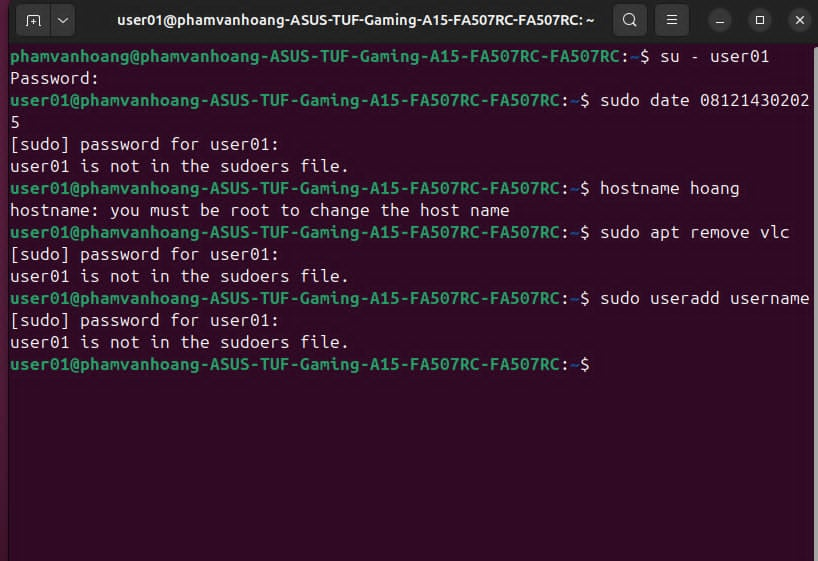 user01@phamvanhoang-ASUS-TUF-Gaming-A15-FA507RC-FA507RC: ~
phamvanhoang@phamvanhoang-ASUS-TUF-Gaming-A15-FA507RC-FA507RC:~$ su - user01
Password:
user01@phamvanhoang-ASUS-TUF-Gaming-A15-FA507RC-FA507RC:~$ sudo date 08121430202
5
[sudo] password for user01:
user01 is not in the sudoers file.
user01@phamvanhoang-ASUS-TUF-Gaming-A15-FA507RC-FA507RC:~$ hostname hoang
hostname: you must be root to change the host name
user01@phamvanhoang-ASUS-TUF-Gaming-A15-FA507RC-FA507RC:~$ sudo apt remove vlc
[sudo] password for user01:
user01 is not in the sudoers file.
user01@phamvanhoang-ASUS-TUF-Gaming-A15-FA507RC-FA507RC:~$ sudo useradd username
[sudo] password for user01:
user01 is not in the sudoers file.
user01@phamvanhoang-ASUS-TUF-Gaming-A15-FA507RC-FA507RC:~$